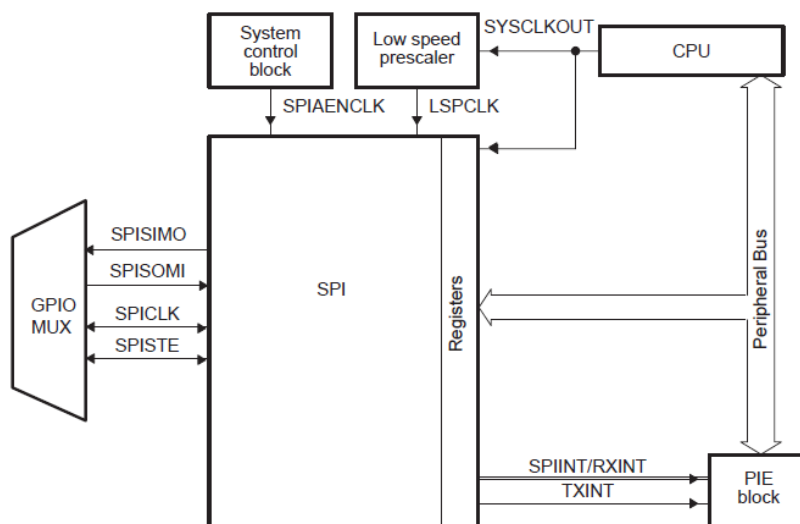 System
control
block
Low speed
prescaler
SYSCLKOUT
CPU
SPIAENCLK
LSPCLK
SPISIMO
SPISOMI
SPICLK
SPISTE
GPIO
MUX
SPI
Registers
Peripheral Bus
SPIINT/RXINT
TXINT
PIE
block